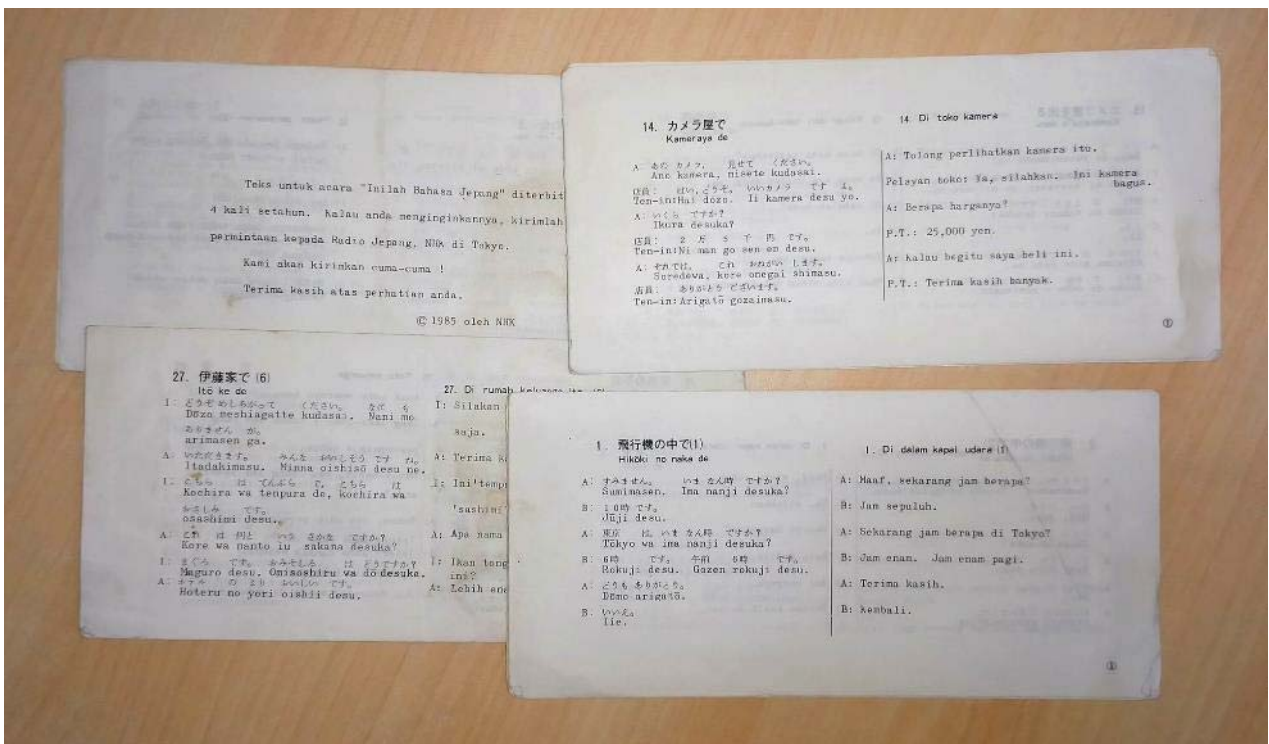 Teks untuk acara "Inilah Bahasa Jepang" diterbit
4 kali setahun. Kalau anda menginginkannya, kirimlah
permintaan kepada Radio Jepang, NHK di Tokyo.
Kami akan kirimkan cuma-cuma !
Terima kasih atas perhatian anda.
© 1985 oleh NHK
14. カメラ屋で
Kameraya de
A: あの カメラ, 見せて ください。
Ano kamera, misete kudasai.
店員: はい, どうぞ。 いいカメラ です よ。
Ten-in:Hai dōzo. Ii kamera desu yo.
A: いくら ですか?
Ikura desuka?
店員: 2 万 5 千 円 です。
Ten-in:Ni man go sen en desu.
A: それでは, これ おねがい します。
Soredewa, kore onegai shimasu.
店員: ありがとう ございます。
Ten-in:Arigatō gozaimasu.
14. Di toko kamera
A: Tolong perlihatkan kamera itu.
Pelayan toko: Ya, silahkan. Ini kamera
bagus.
A: Berapa harganya?
P.T.: 25,000 yen.
A: Kalau begitu saya beli ini.
P.T.: Terima kasih banyak.
①
27. 伊藤家で (6)
Itō ke de
I: どうぞ めしあがって ください。 なに も
Dōzo meshiagatte kudasai. Nani mo
ありません が。
arimasen ga.
A: いただきます。 みんな おいしそう です ね。
Itadakimasu. Minna oishisō desu ne.
I: こちら は てんぷら で, こちら は
Kochira wa tenpura de, kochira wa
おさしみ です。
osashimi desu.
A: これ は 何と いう さかな ですか?
Kore wa nanto iu sakana desuka?
I: まぐろ です。 おみそしる は どうですか?
Maguro desu. Omisoshiru wa dō desuka.
A: ホテル の より おいしい です。
Hoteru no yori oishii desu.
27. Di rumah
I: Silakan
saja.
A: Terima
I: Ini
'sashimi'
A: Apa nama
I: Ikan
ini?
A: Lebih
1. 飛行機の中で(1)
Hikōki no naka de
A: すみません。 いま なん時 ですか?
Sumimasen. Ima nanji desuka?
B: 10時 です。
Jūji desu.
A: 東京 は, いま なん時 ですか?
Tōkyo wa ima nanji desuka?
B: 6時 です。 午前 6時 です。
Rokuji desu. Gozen rokuji desu.
A: どうも ありがとう。
Dōmo arigatō.
B: いいえ。
Iie.
1. Di dalam kapal udara (1)
A: Maaf, sekarang jam berapa?
B: Jam sepuluh.
A: Sekarang jam berapa di Tokyo?
B: Jam enam. Jam enam pagi.
A: Terima kasih.
B: kembali.
①